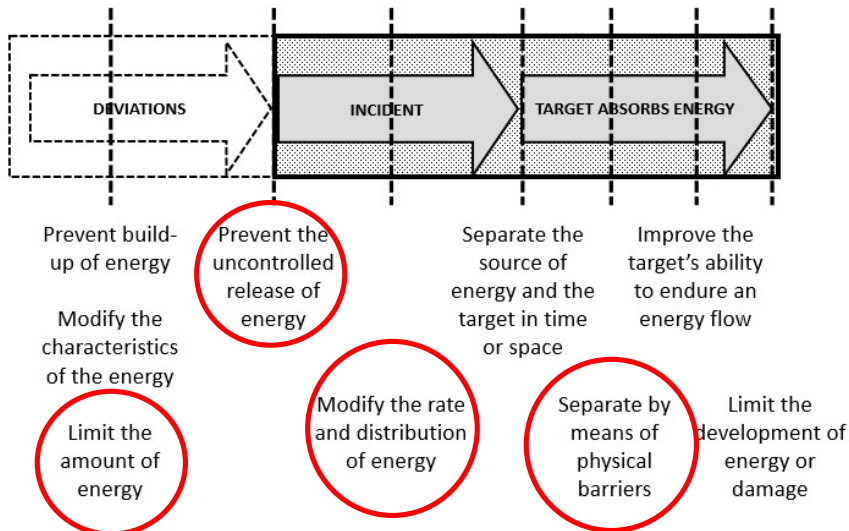 DEVIATIONS
INCIDENT
TARGET ABSORBS ENERGY
Prevent build-
up of energy
Modify the
characteristics
of the energy
Limit the
amount of
energy
Prevent the
uncontrolled
release of
energy
Modify the rate
and distribution
of energy
Separate the
source of
energy and the
target in time
or space
Separate by
means of
physical
barriers
Improve the
target’s ability
to endure an
energy flow
Limit the
development of
energy or
damage